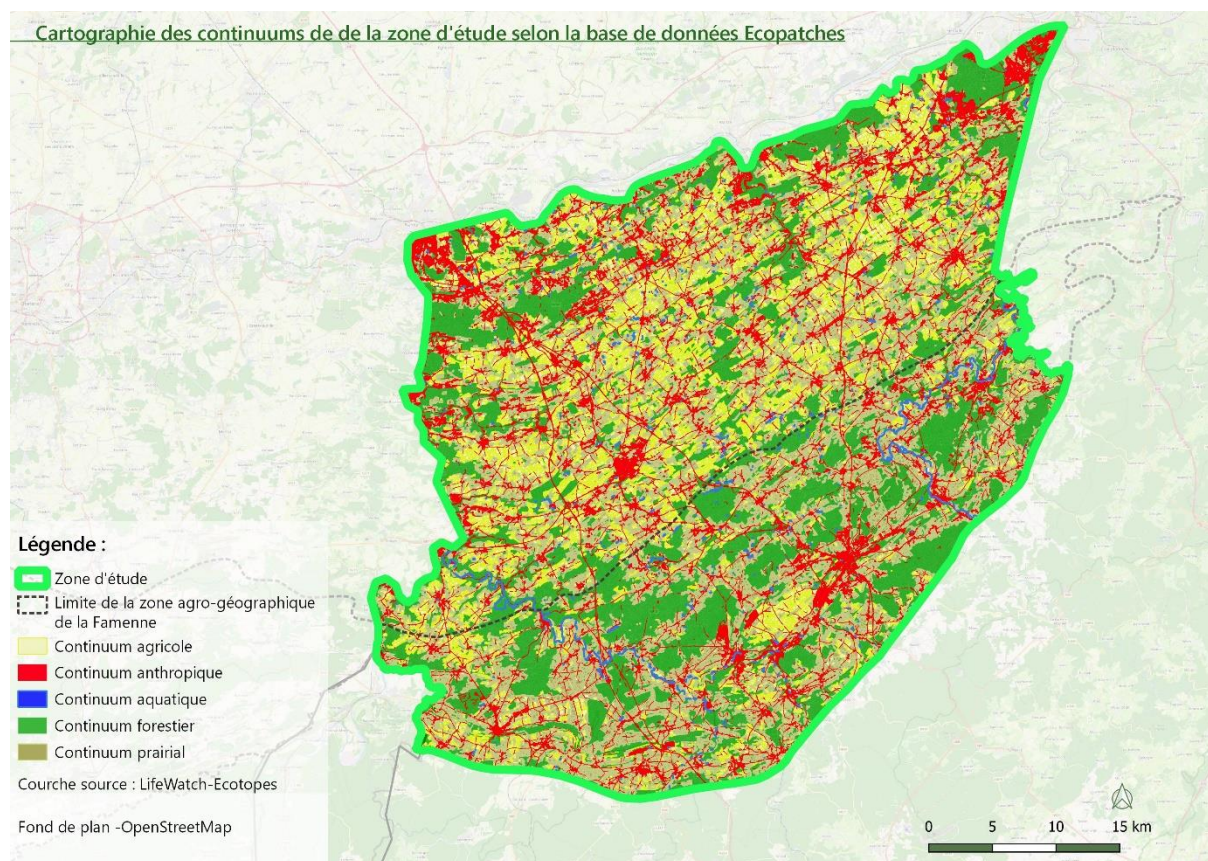 Cartographie des continuums de de la zone d'étude selon la base de données Ecopatches
Légende :
Zone d'étude
Limite de la zone agro-géographique
de la Famenne
Continuum agricole
Continuum anthropique
Continuum aquatique
Continuum forestier
Continuum prairial
Courche source : LifeWatch-Ecotopes
Fond de plan -OpenStreetMap
0 5 10 15 km